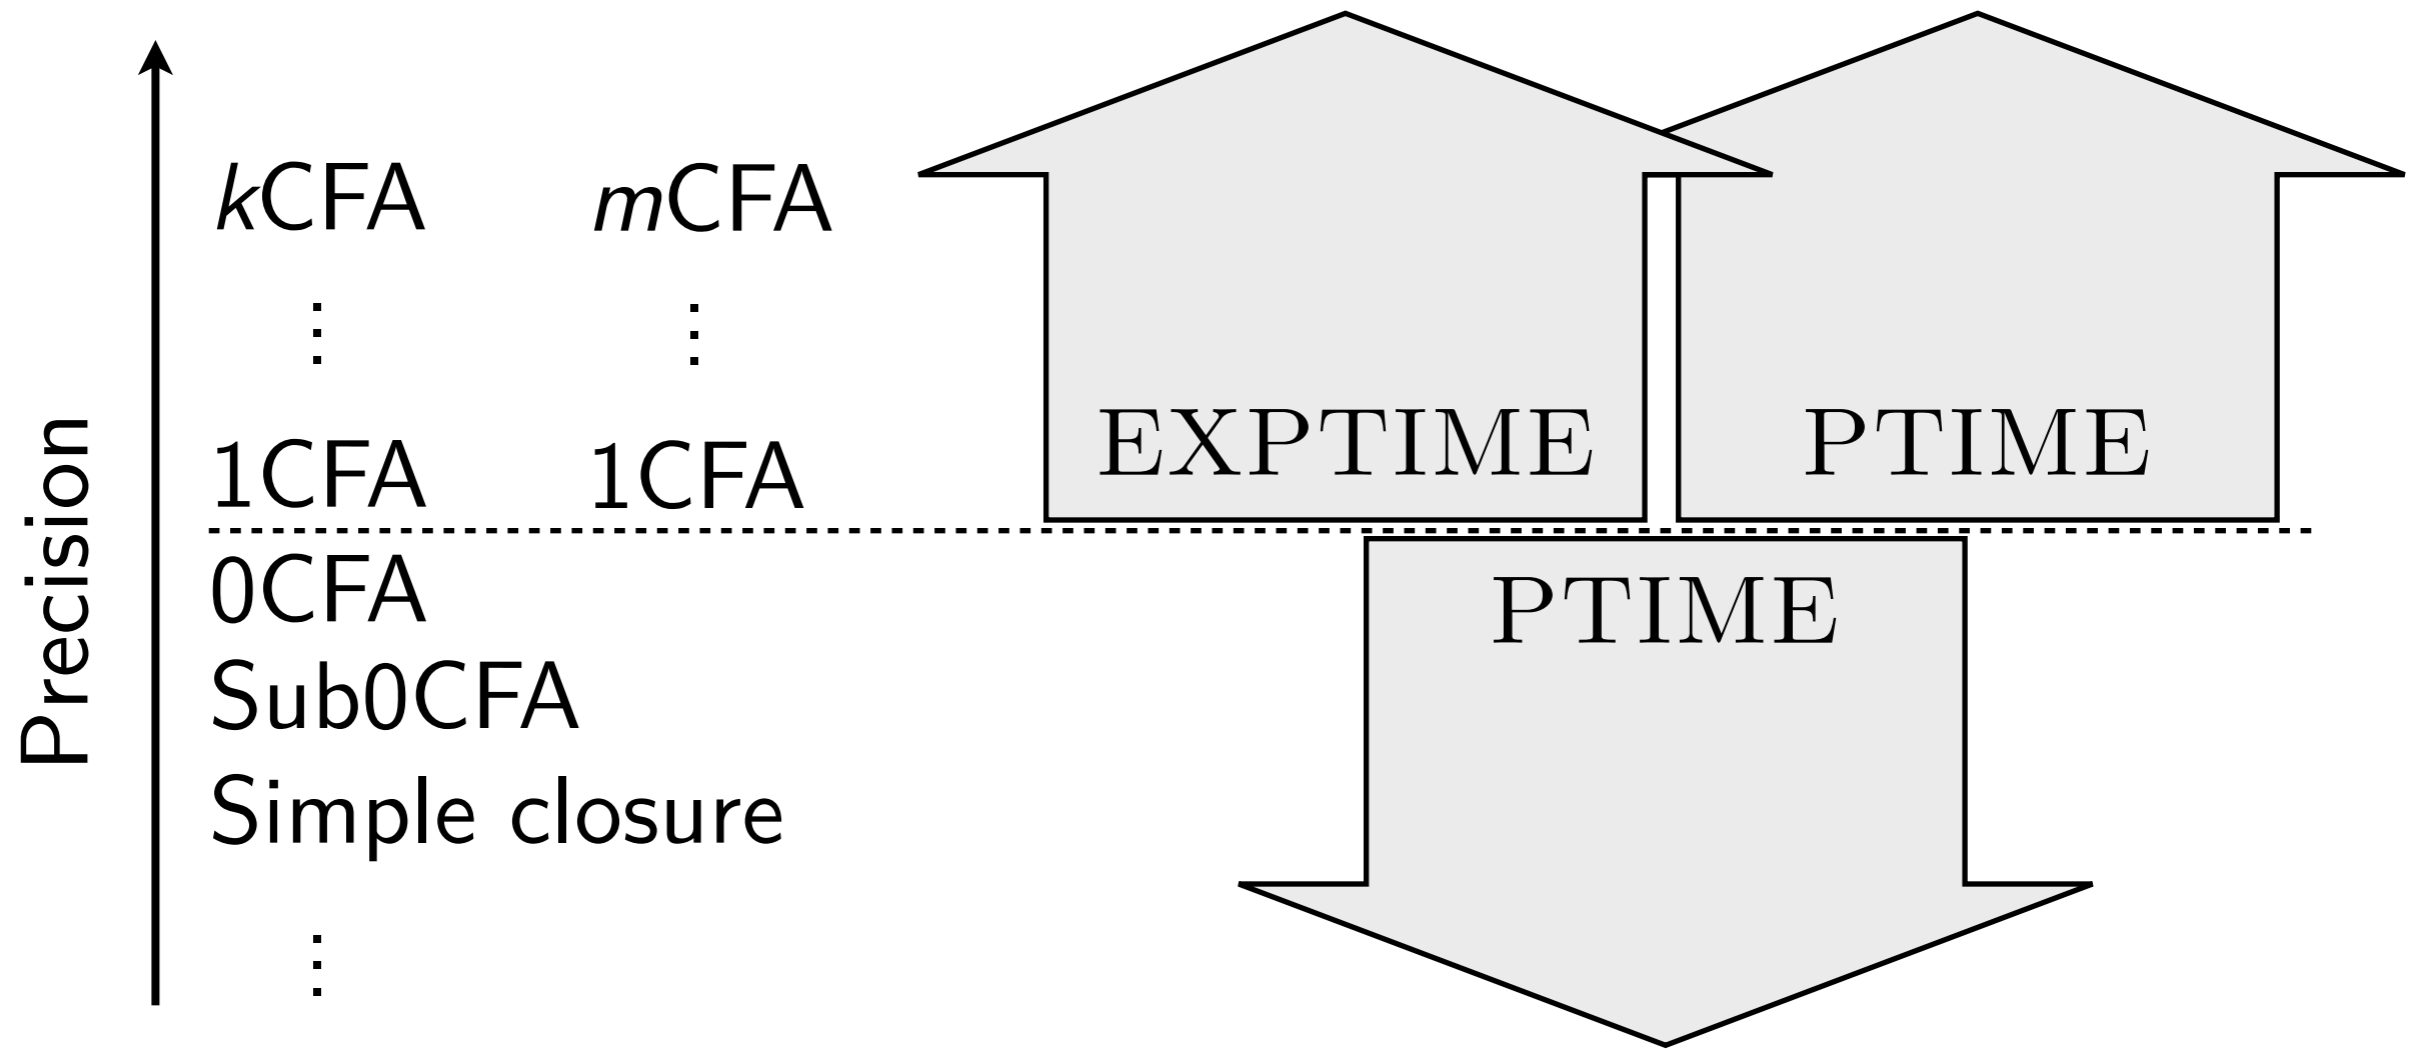 Precision
kCFA mCFA
⋮ ⋮
1CFA 1CFA
EXPTIME PTIME
0CFA
PTIME
Sub0CFA
Simple closure
⋮